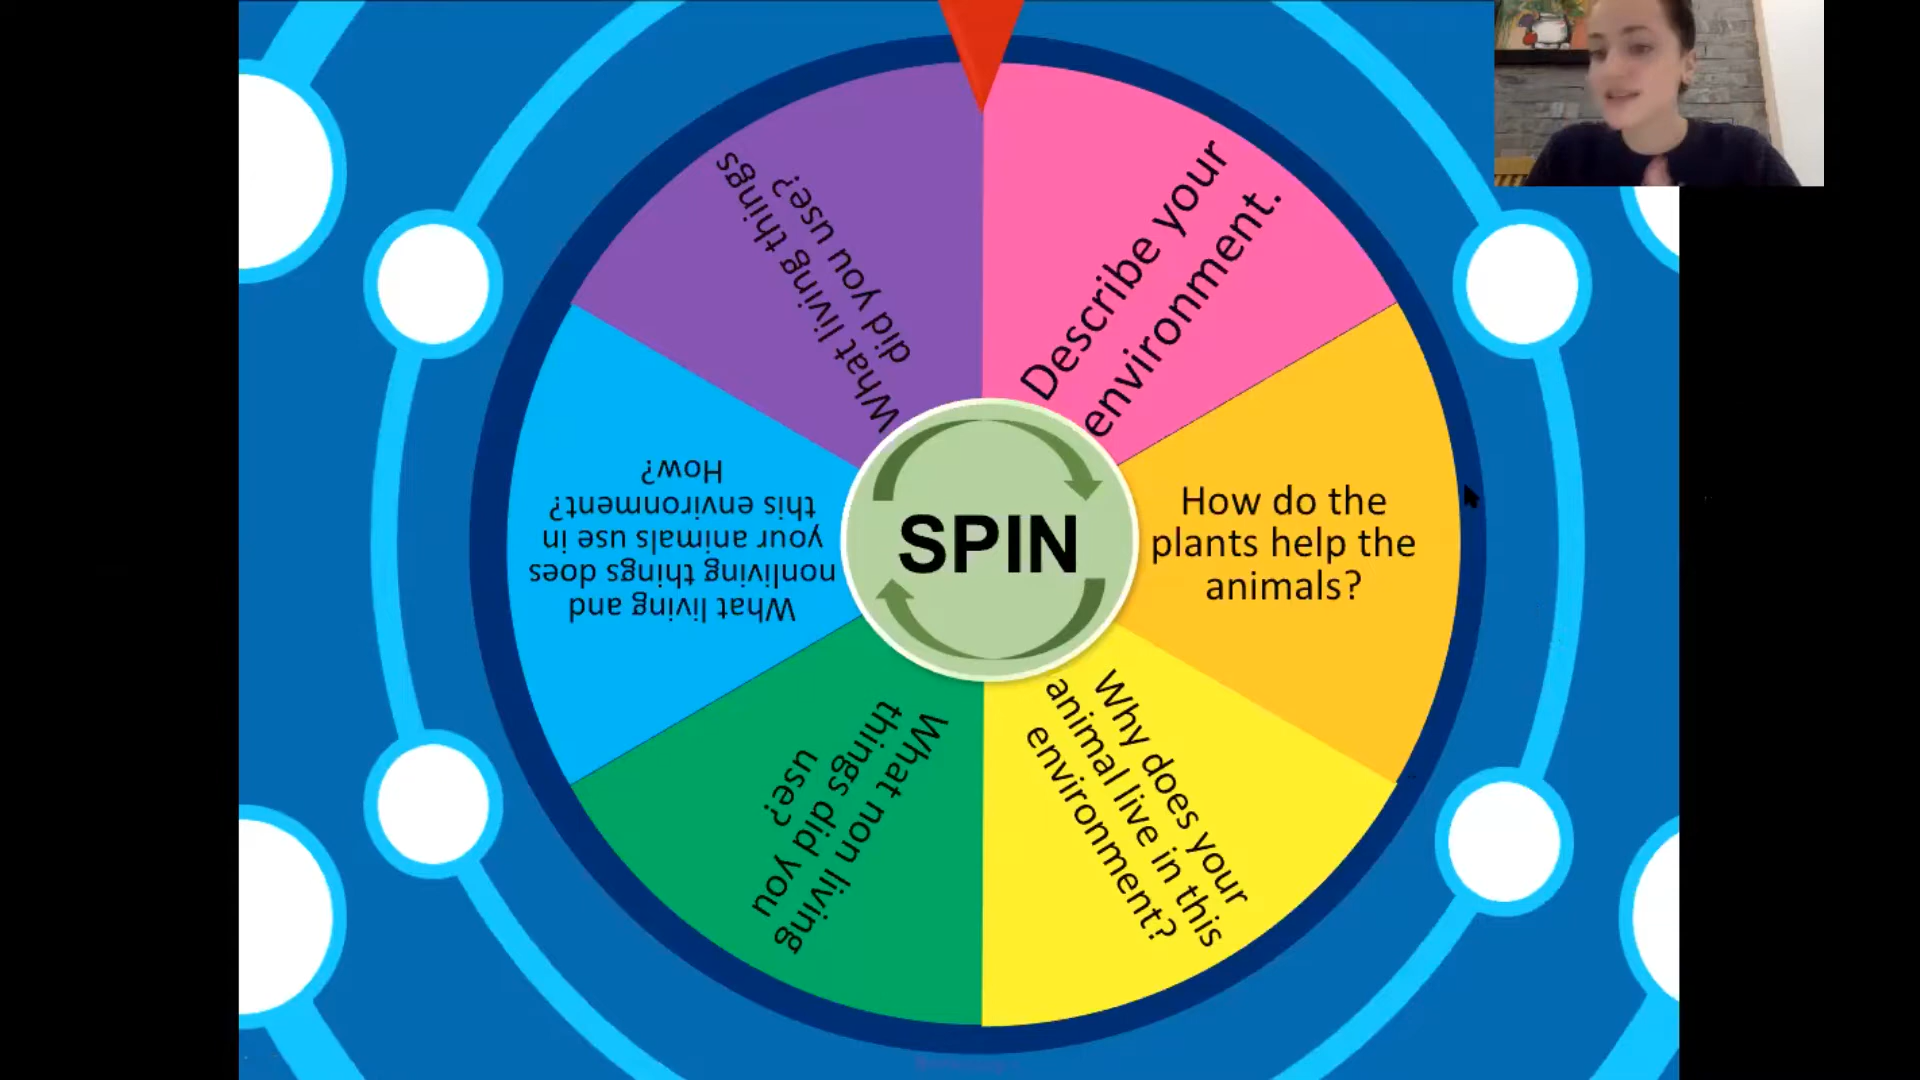 Describe your
environment.
How do the
plants help the
animals?
Why does your
animal live in this
environment?
What non living
things did you
use?
What living and
nonliving things does
your animals use in
this environment?
How?
What living things
did you use?
SPIN